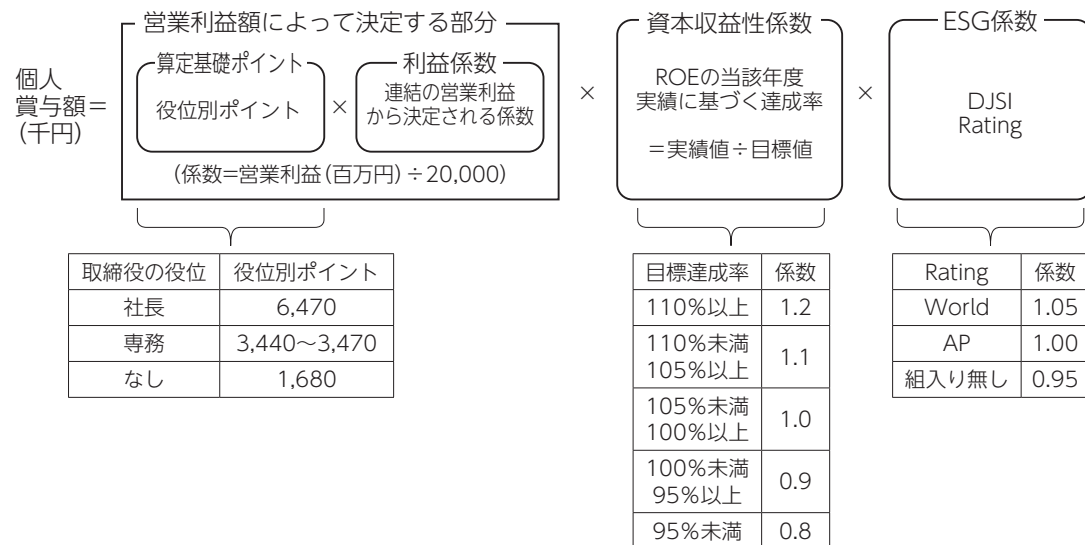 個人
賞与額＝
(千円)
営業利益額によって決定する部分
算定基礎ポイント
役位別ポイント
×
利益係数
連結の営業利益
から決定される係数
(係数=営業利益(百万円)÷20,000)
×
資本収益性係数
ROEの当該年度
実績に基づく達成率
＝実績値÷目標値
×
ESG係数
DJSI
Rating
取締役の役位 役位別ポイント
社長 6,470
専務 3,440～3,470
なし 1,680
目標達成率 係数
110%以上 1.2
110%未満
105%以上 1.1
105%未満
100%以上 1.0
100%未満
95%以上 0.9
95%未満 0.8
Rating 係数
World 1.05
AP 1.00
組入り無し 0.95